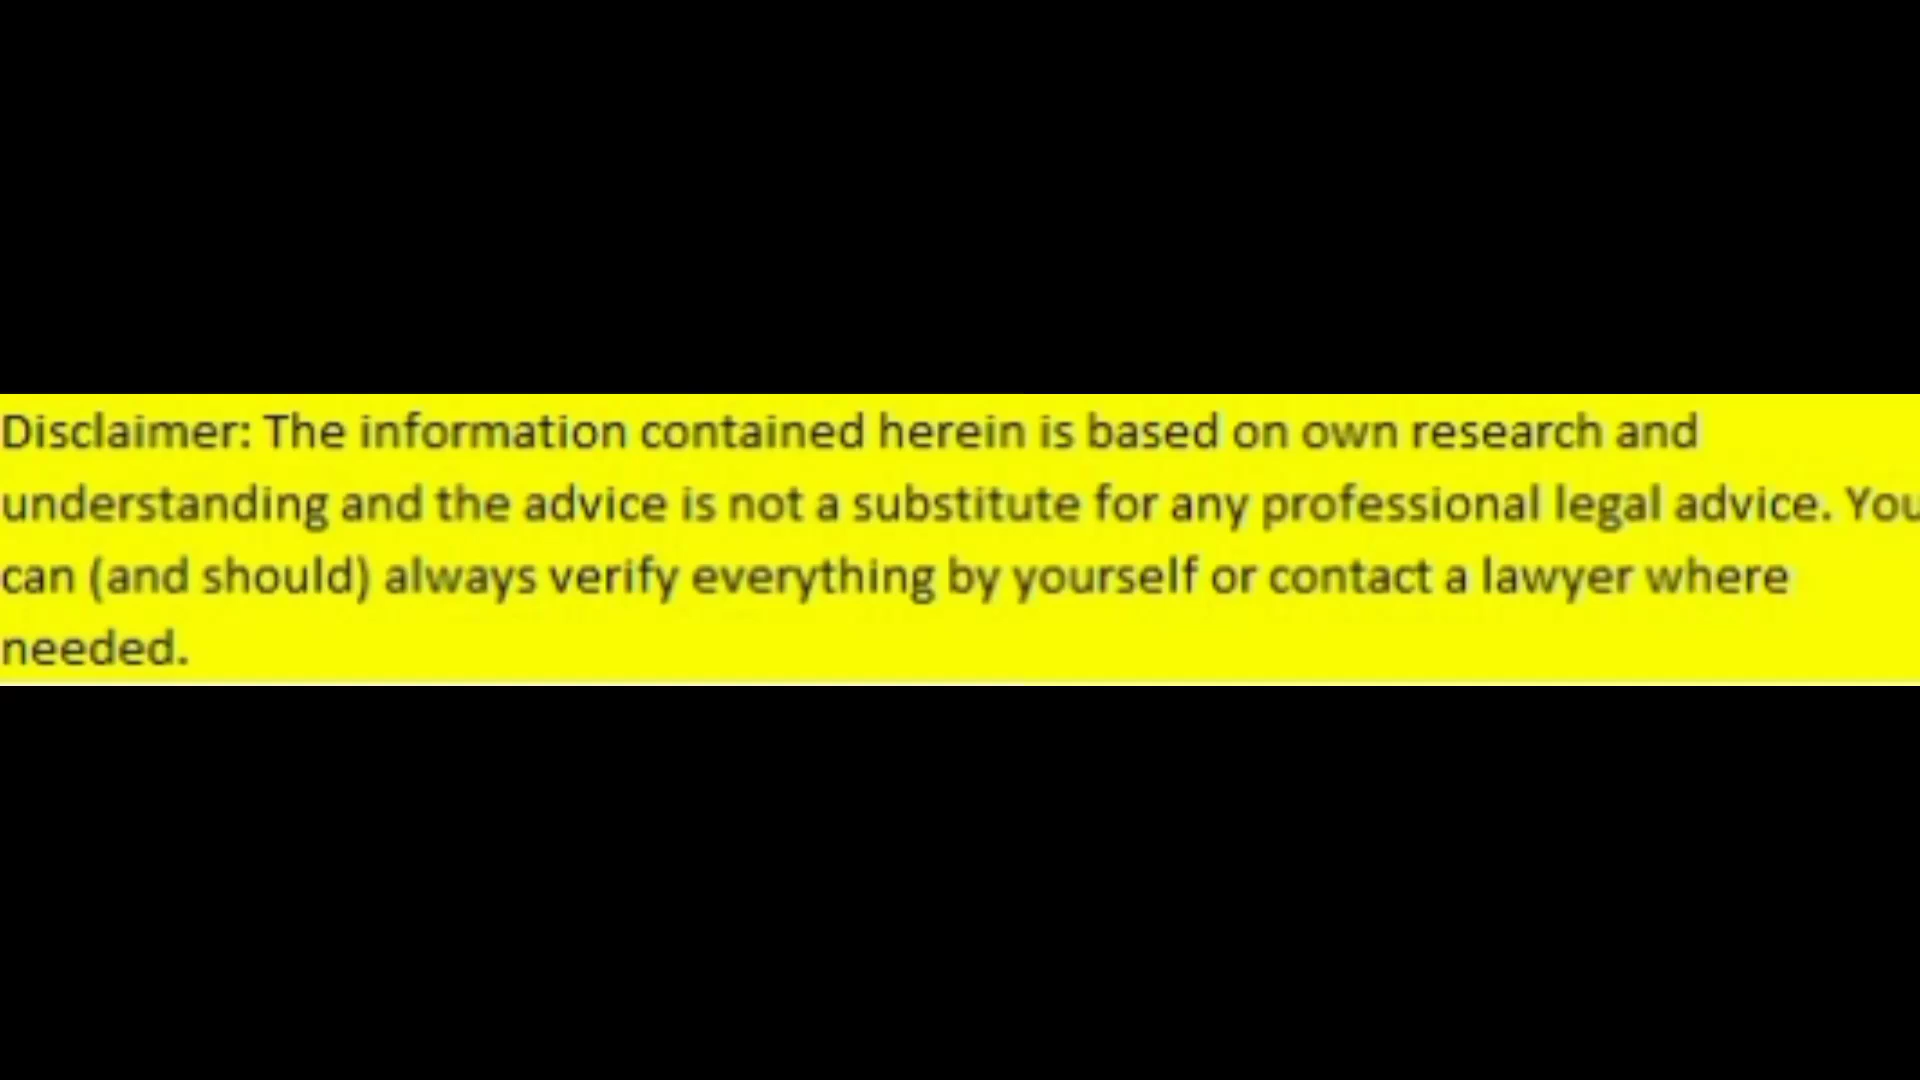 Disclaimer: The information contained herein is based on own research and
understanding and the advice is not a substitute for any professional legal advice. You
can (and should) always verify everything by yourself or contact a lawyer where
needed.